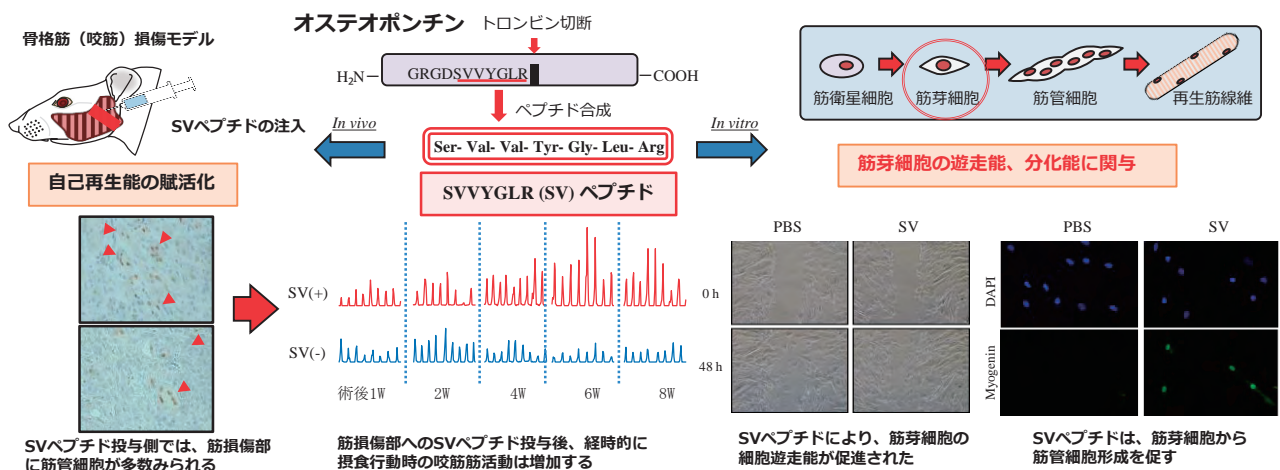 オステオポンチン
トロンビン切断
骨格筋（咬筋）損傷モデル
H₂N
GRGDSVVYGLR
COOH
ペプチド合成
SVペプチドの注入
In vivo
In vitro
Ser- Val- Val- Tyr- Gly- Leu- Arg
SVVYGLR (SV) ペプチド
自己再生能の賦活化
筋衛星細胞
筋芽細胞
筋管細胞
再生筋線維
筋芽細胞の遊走能、分化能に関与
SV(+)
SV(-)
術後1W
2W
4W
6W
8W
PBS
SV
0 h
48 h
PBS
SV
DAPI
Myogenin
SVペプチド投与側では、筋損傷部
に筋管細胞が多数みられる
筋損傷部へのSVペプチド投与後、経時的に
摂食行動時の咬筋筋活動は増加する
SVペプチドにより、筋芽細胞の
細胞遊走能が促進された
SVペプチドは、筋芽細胞から
筋管細胞形成を促す